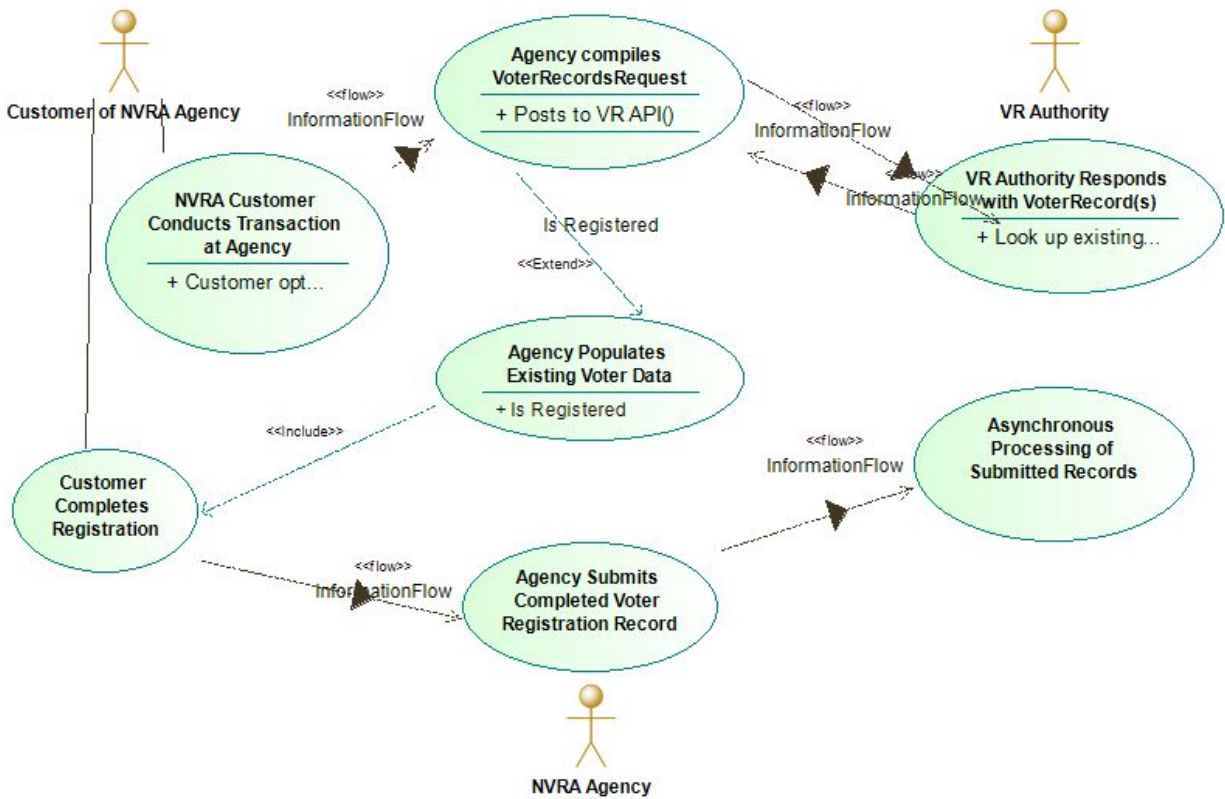 Customer of NVRA Agency
Agency compiles
VoterRecordsRequest
+ Posts to VR API()
VR Authority
<<flow>>
InformationFlow
<<flow>>
InformationFlow
<<flow>>
InformationFlow
NVRA Customer
Conducts Transaction
at Agency
+ Customer opt...
VR Authority Responds
with VoterRecord(s)
+ Look up existing...
Is Registered
<<Extend>>
Agency Populates
Existing Voter Data
+ Is Registered
<<Include>>
Asynchronous
Processing of
Submitted Records
<<flow>>
InformationFlow
Customer
Completes
Registration
<<flow>>
InformationFlow
Agency Submits
Completed Voter
Registration Record
NVRA Agency